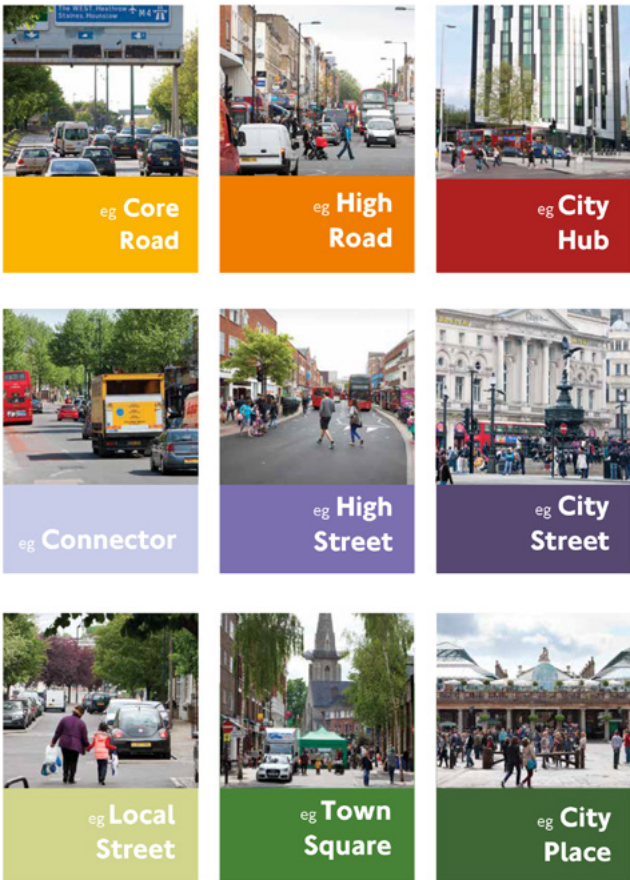 The WEST, Heathrow
Staines, Hounslow M4
eg Core
Road
eg High
Road
eg City
Hub
eg Connector
eg High
Street
eg City
Street
eg Local
Street
eg Town
Square
eg City
Place